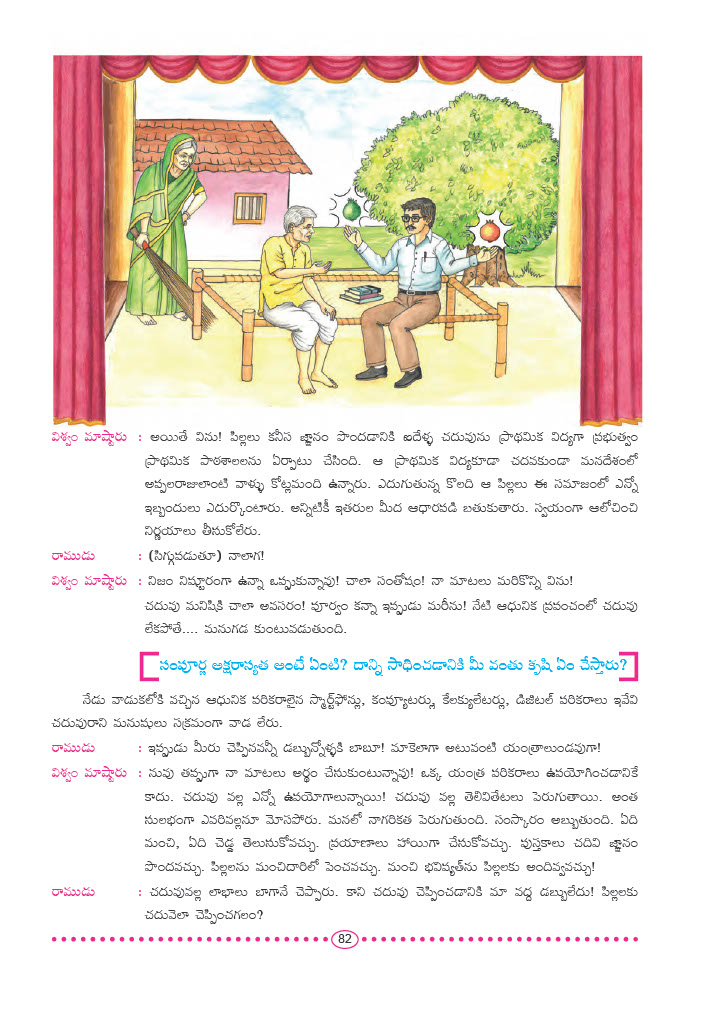 విశ్వం మాష్టారు : అయితే విను! పిల్లలు కనీస జ్ఞానం పొందడానికి ఐదేళ్ళ చదువును ప్రాథమిక విద్యగా ప్రభుత్వం
ప్రాథమిక పాఠశాలలను ఏర్పాటు చేసింది. ఆ ప్రాథమిక విద్యకూడా చదవకుండా మనదేశంలో
అప్పలరాజులాంటి వాళ్ళు కోట్లమంది ఉన్నారు. ఎదుగుతున్న కొలది ఆ పిల్లలు ఈ సమాజంలో ఎన్నో
ఇబ్బందులు ఎదుర్కొంటారు. అన్నిటికీ ఇతరుల మీద ఆధారపడి బతుకుతారు. స్వయంగా ఆలోచించి
నిర్ణయాలు తీసుకోలేరు.
రాముడు : (సిగ్గుపడుతూ) నాలాగ!
విశ్వం మాష్టారు : నిజం నిష్ఠూరంగా ఉన్నా ఒప్పుకున్నావు! చాలా సంతోషం! నా మాటలు మరికొన్ని విను!
చదువు మనిషికి చాలా అవసరం! పూర్వం కన్నా ఇప్పుడు మరీను! నేటి ఆధునిక ప్రపంచంలో చదువు
లేకపోతే.... మనుగడ కుంటుపడుతుంది.
సంపూర్ణ అక్షరాస్యత అంటే ఏంటి? దాన్ని సాధించడానికి మీ వంతు కృషి ఏం చేస్తారు?
నేడు వాడుకలోకి వచ్చిన ఆధునిక పరికరాలైన స్మార్ట్‌ఫోన్లు, కంప్యూటర్లు, కేలక్యులేటర్లు, డిజిటల్ పరికరాలు ఇవేవి
చదువురాని మనుషులు సక్రమంగా వాడ లేరు.
రాముడు : ఇప్పుడు మీరు చెప్పినవన్నీ డబ్బున్నోళ్ళకి బాబూ! మాకెలాగా అటువంటి యంత్రాలుండవుగా!
విశ్వం మాష్టారు : నువు తప్పుగా నా మాటలు అర్థం చేసుకుంటున్నావు! ఒక్క యంత్ర పరికరాలు ఉపయోగించడానికే
కాదు. చదువు వల్ల ఎన్నో ఉపయోగాలున్నాయి! చదువు వల్ల తెలివితేటలు పెరుగుతాయి. అంత
సులభంగా ఎవరివల్లనూ మోసపోరు. మనలో నాగరికత పెరుగుతుంది. సంస్కారం అబ్బుతుంది. ఏది
మంచి, ఏది చెడ్డ తెలుసుకోవచ్చు. ప్రయాణాలు హాయిగా చేసుకోవచ్చు. పుస్తకాలు చదివి జ్ఞానం
పొందవచ్చు. పిల్లలను మంచిదారిలో పెంచవచ్చు. మంచి భవిష్యత్‌ను పిల్లలకు అందివ్వవచ్చు!
రాముడు : చదువువల్ల లాభాలు బాగానే చెప్పారు. కాని చదువు చెప్పించడానికి మా వద్ద డబ్బులేదు! పిల్లలకు
చదువెలా చెప్పించగలం?
82